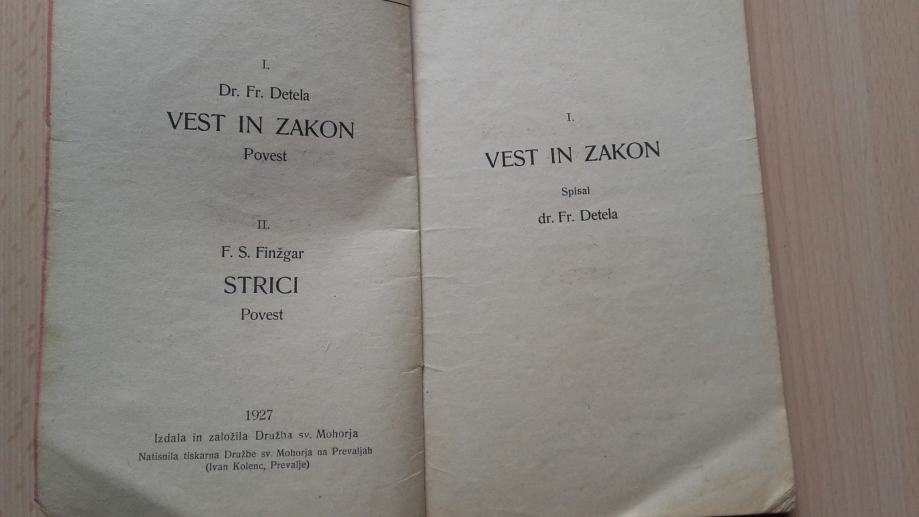 I.
Dr. Fr. Detela
VEST IN ZAKON
Povest
II.
F. S. Finžgar
STRICI
Povest
1927
Izdala in založila Družba sv. Mohorja
Natisnila tiskarna Družbe sv. Mohorja na Prevaljah
(Ivan Kolenc, Prevalje)
I.
VEST IN ZAKON
Spisal
dr. Fr. Detela